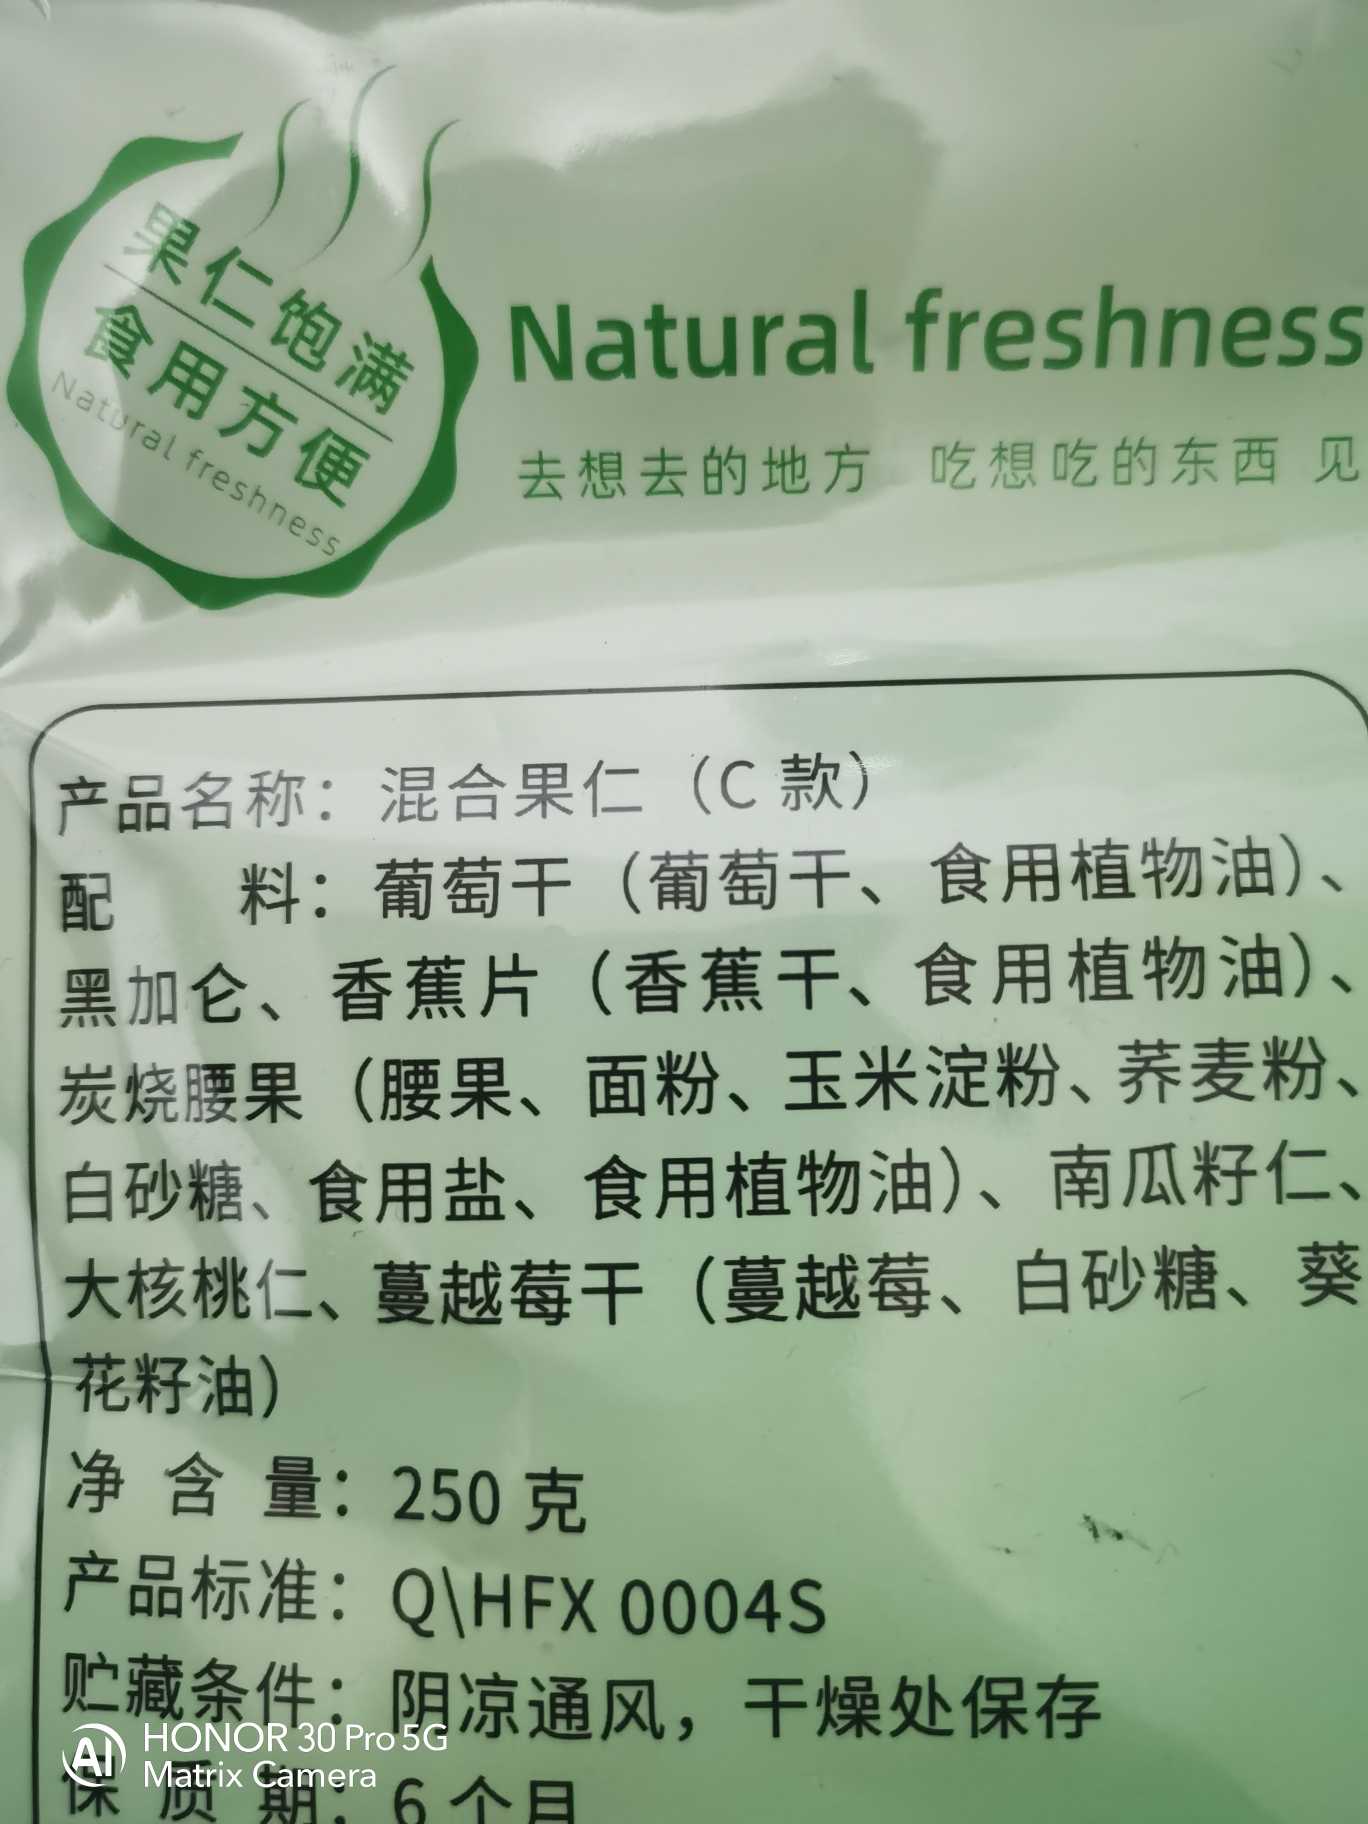 果仁饱满
食用方便
Natural freshness
Natural freshness
去想去的地方 吃想吃的东西 见
产品名称：混合果仁（C 款）
配 料：葡萄干（葡萄干、食用植物油）、
黑加仑、香蕉片（香蕉干、食用植物油）、
炭烧腰果（腰果、面粉、玉米淀粉、荞麦粉、
白砂糖、食用盐、食用植物油）、南瓜籽仁、
大核桃仁、蔓越莓干（蔓越莓、白砂糖、葵
花籽油）
净 含 量：250 克
产品标准：Q\HFX 0004S
贮藏条件：阴凉通风，干燥处保存
保 质 期：6 个月
HONOR 30 Pro 5G
Matrix Camera
AI